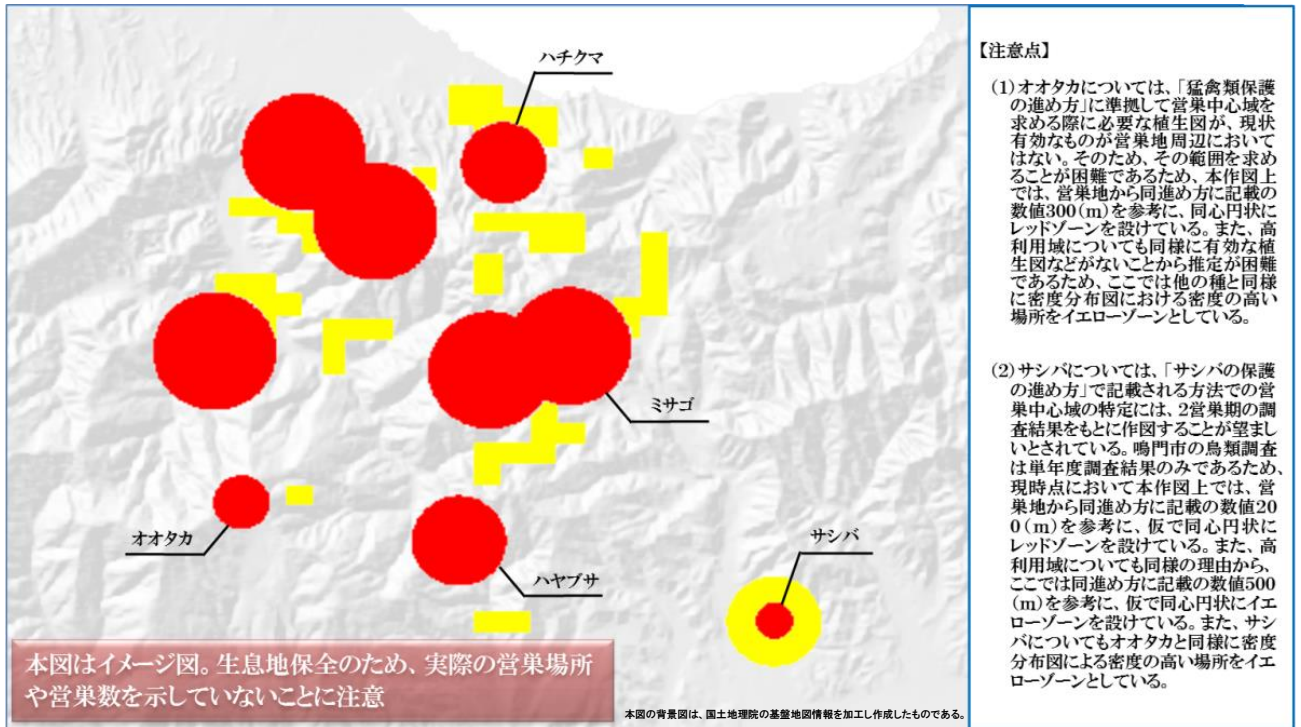 ハチクマ
ミサゴ
オオタカ
ハヤブサ
サシバ
本図はイメージ図。生息地保全のため、実際の営巣場所
や営巣数を示していないことに注意
本図の背景図は、国土地理院の基盤地図情報を加工し作成したものである。
【注意点】
(1)オオタカについては、「猛禽類保護
の進め方」に準拠して営巣中心域を
求める際に必要な植生図が、現状
有効なものが営巣地周辺において
はない。そのため、その範囲を求め
ることが困難であるため、本作図上
では、営巣地から同進め方に記載の
数値300(m)を参考に、同心円状に
レッドゾーンを設けている。また、高
利用域についても同様に有効な植
生図などがないことから推定が困難
であるため、ここでは他の種と同様
に密度分布図における密度の高い
場所をイエローゾーンとしている。
(2)サシバについては、「サシバの保護
の進め方」で記載される方法での営
巣中心域の特定には、2営巣期の調
査結果をもとに作図することが望まし
いとされている。鳴門市の鳥類調査
は単年度調査結果のみであるため、
現時点において本作図上では、営
巣地から同進め方に記載の数値20
0(m)を参考に、仮で同心円状に
レッドゾーンを設けている。また、高
利用域についても同様の理由から、
ここでは同進め方に記載の数値500
(m)を参考に、仮で同心円状にイエ
ローゾーンを設けている。また、サシ
バについてもオオタカと同様に密度
分布図による密度の高い場所をイエ
ローゾーンとしている。